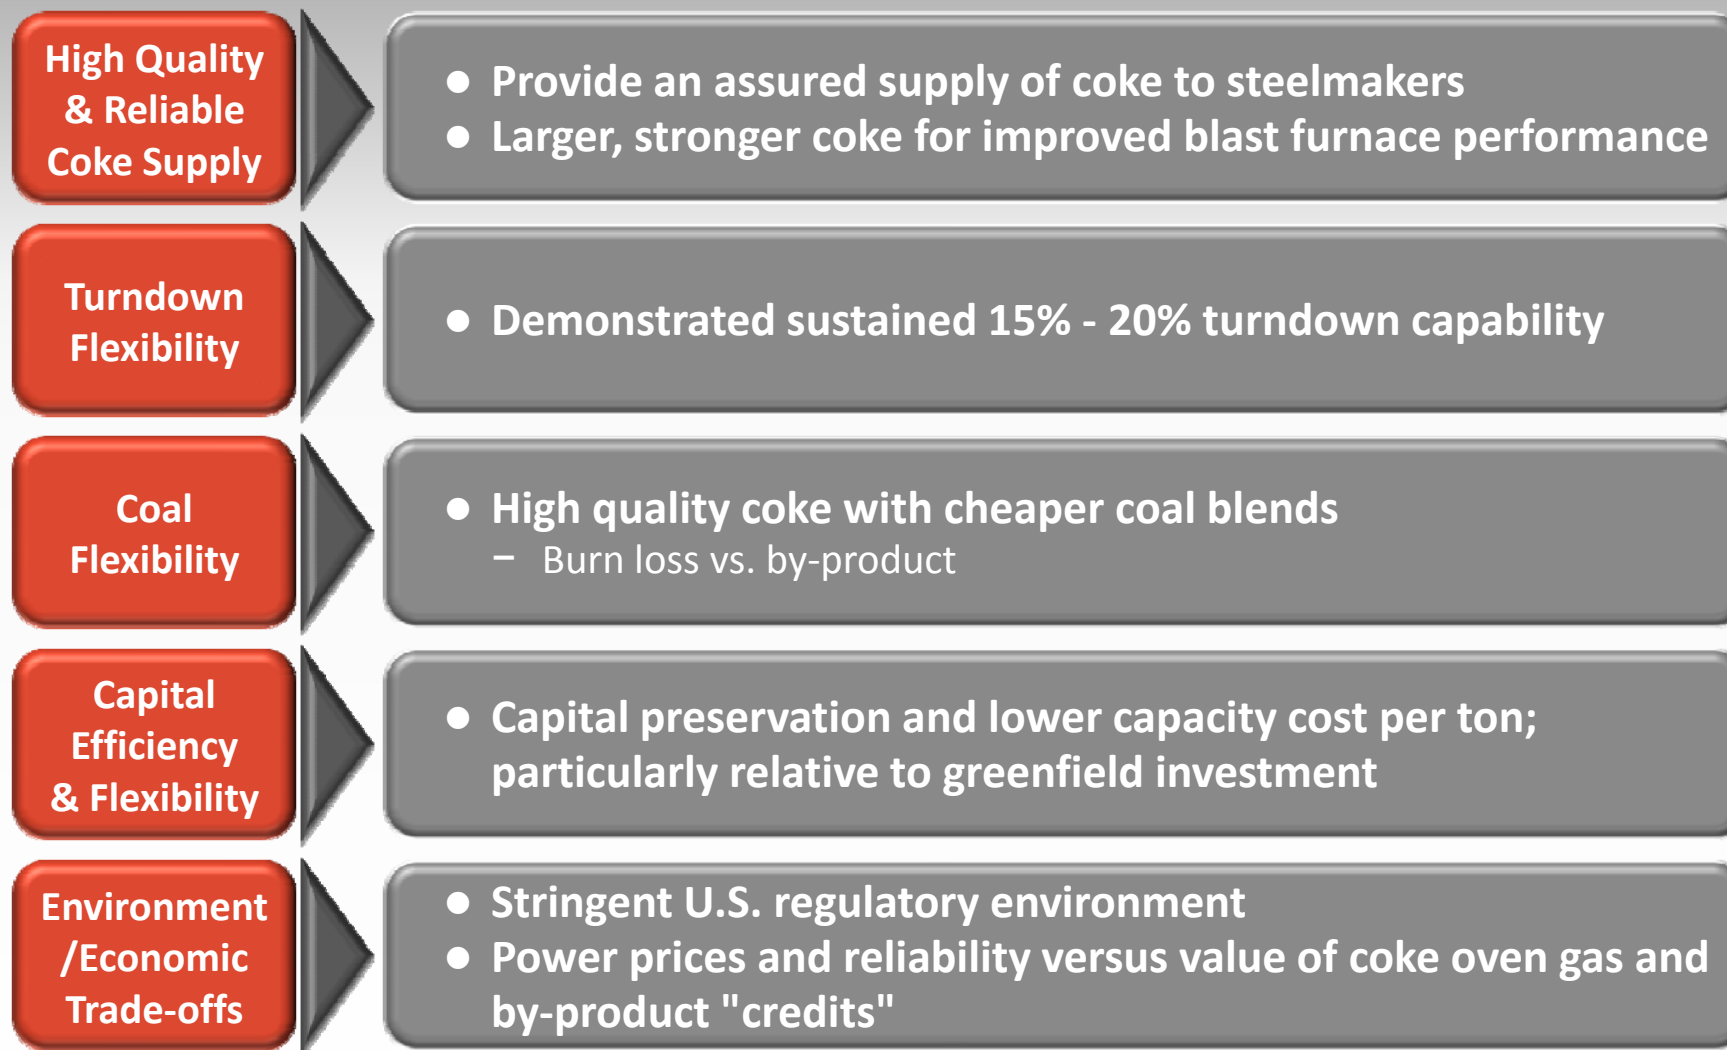 High Quality
& Reliable
Coke Supply
● Provide an assured supply of coke to steelmakers
● Larger, stronger coke for improved blast furnace performance
Turndown
Flexibility
● Demonstrated sustained 15% - 20% turndown capability
Coal
Flexibility
● High quality coke with cheaper coal blends
– Burn loss vs. by-product
Capital
Efficiency
& Flexibility
● Capital preservation and lower capacity cost per ton;
particularly relative to greenfield investment
Environment
/Economic
Trade-offs
● Stringent U.S. regulatory environment
● Power prices and reliability versus value of coke oven gas and
by-product "credits"